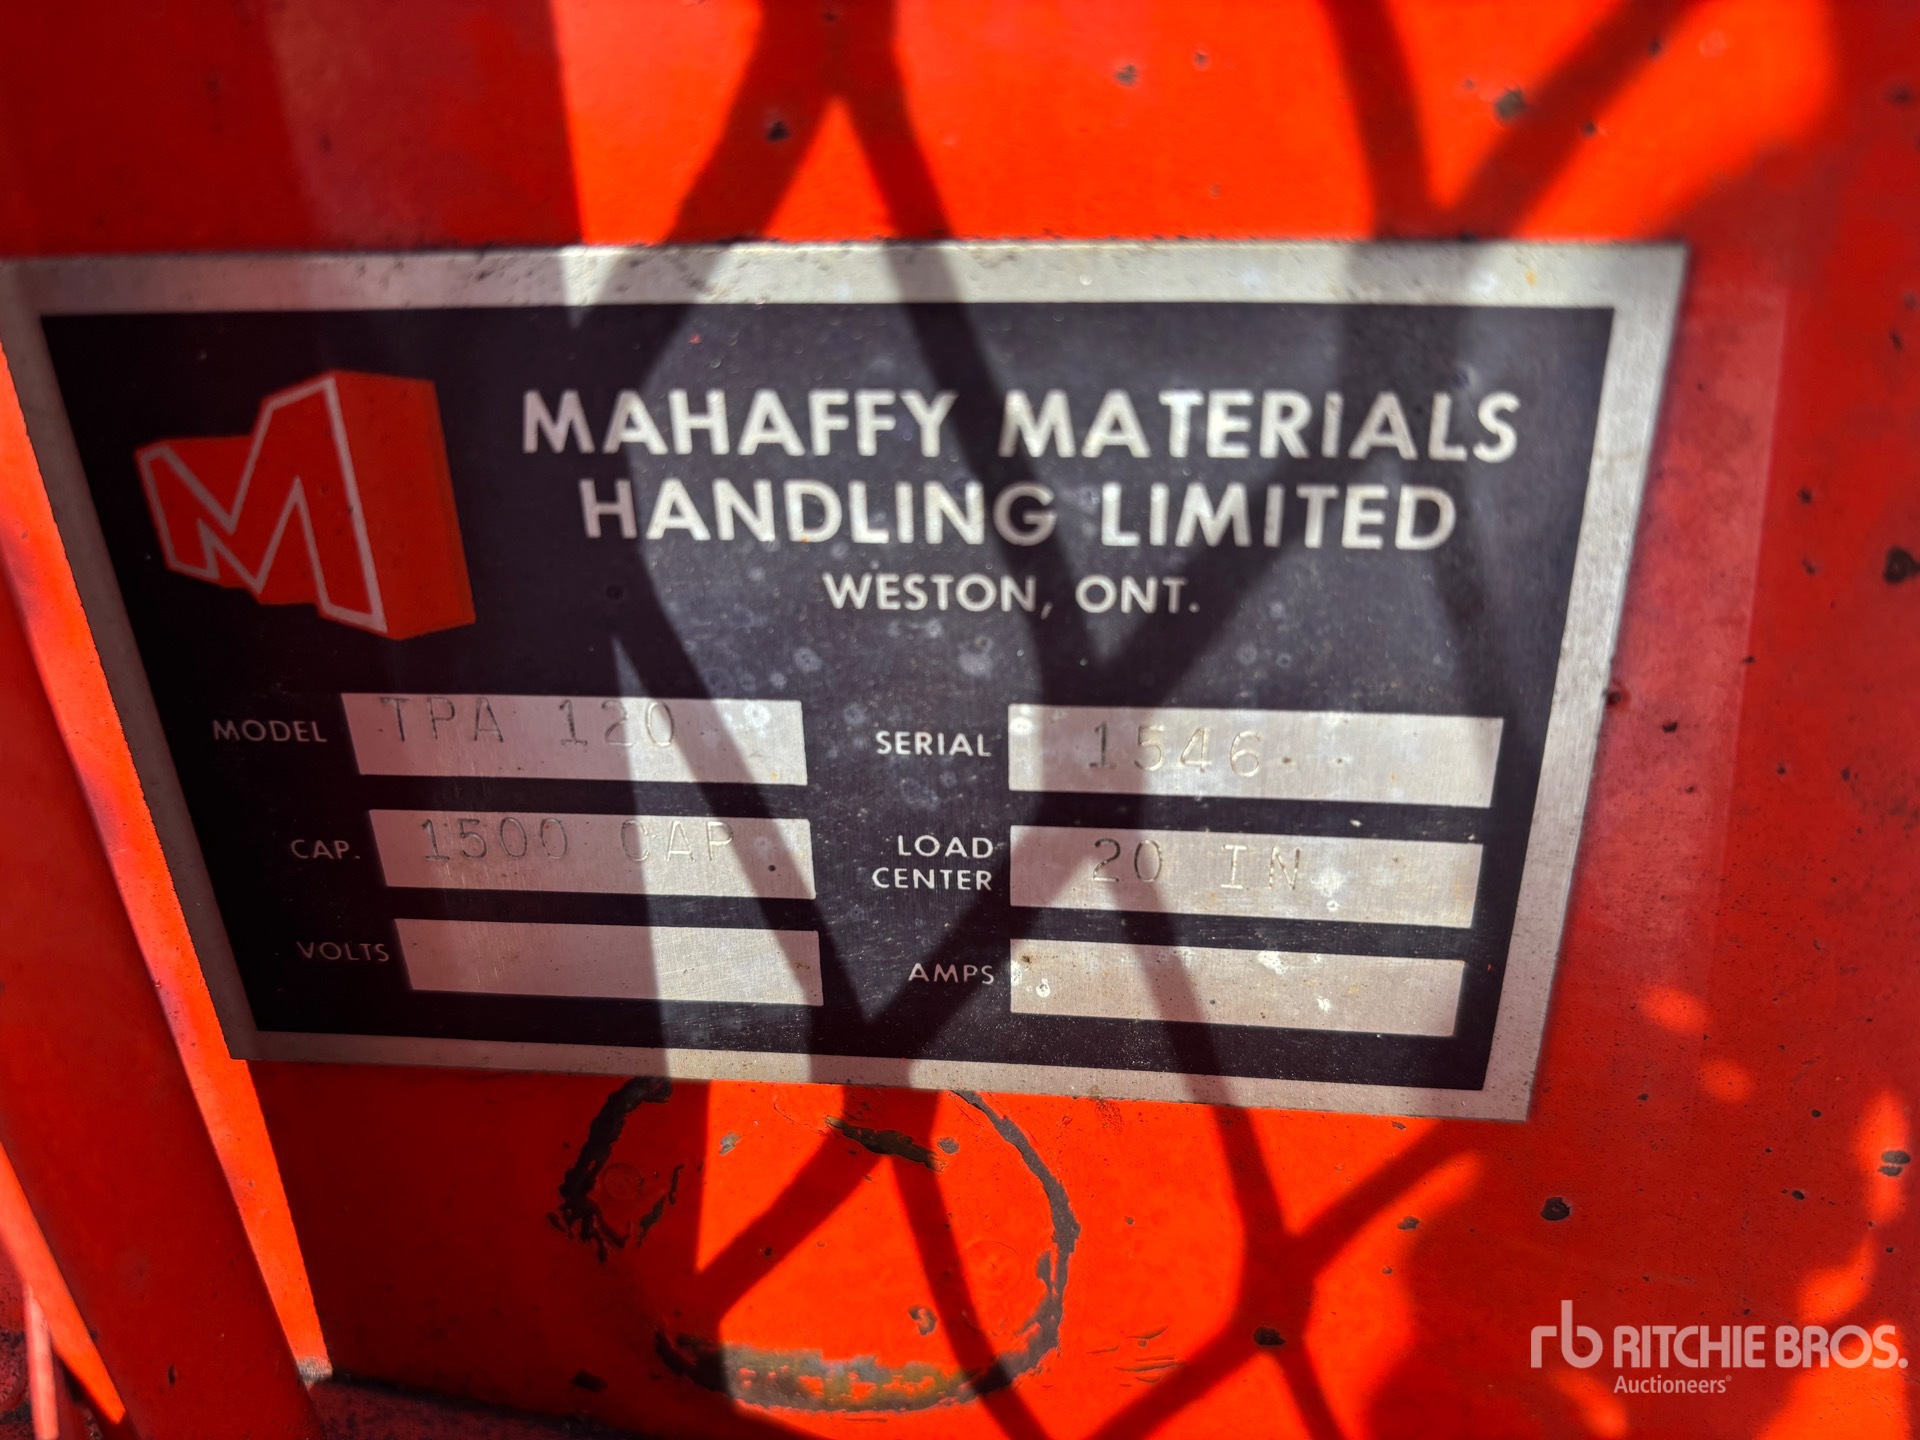 M
MAHAFFY MATERIALS
HANDLING LIMITED
WESTON, ONT.
MODEL TPA 120
SERIAL 1546
CAP. 1500 CAP
LOAD CENTER 20 IN
VOLTS
AMPS
rb RITCHIE BROS.
Auctioneers